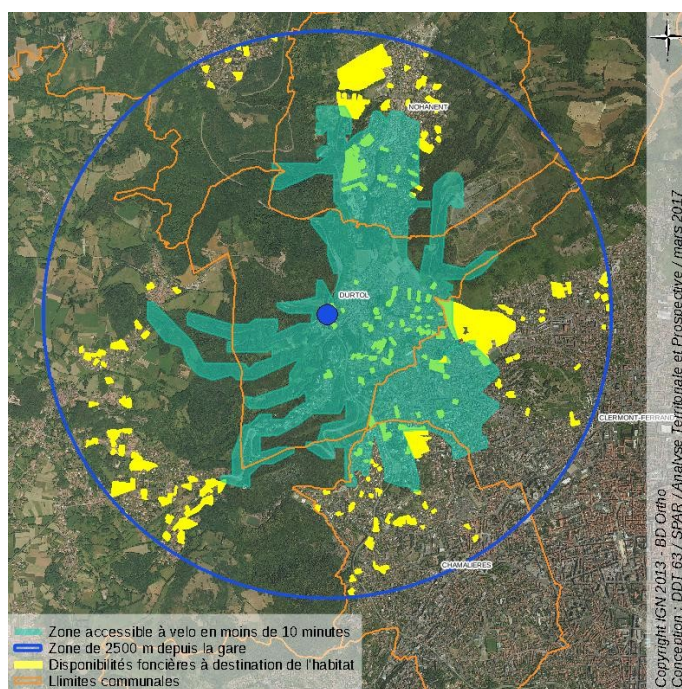 NOHANENT
DURTOL
CLERMONT-FERRAND
CHAMALIERES
Zone accessible à velo en moins de 10 minutes
Zone de 2500 m depuis la gare
Disponibilités foncières à destination de l'habitat
Llimites communales
Copyright IGN 2013 - BD Ortho
Conception : DDT 63 / SPAR / Analyse Territoriale et Prospective / mars 2017